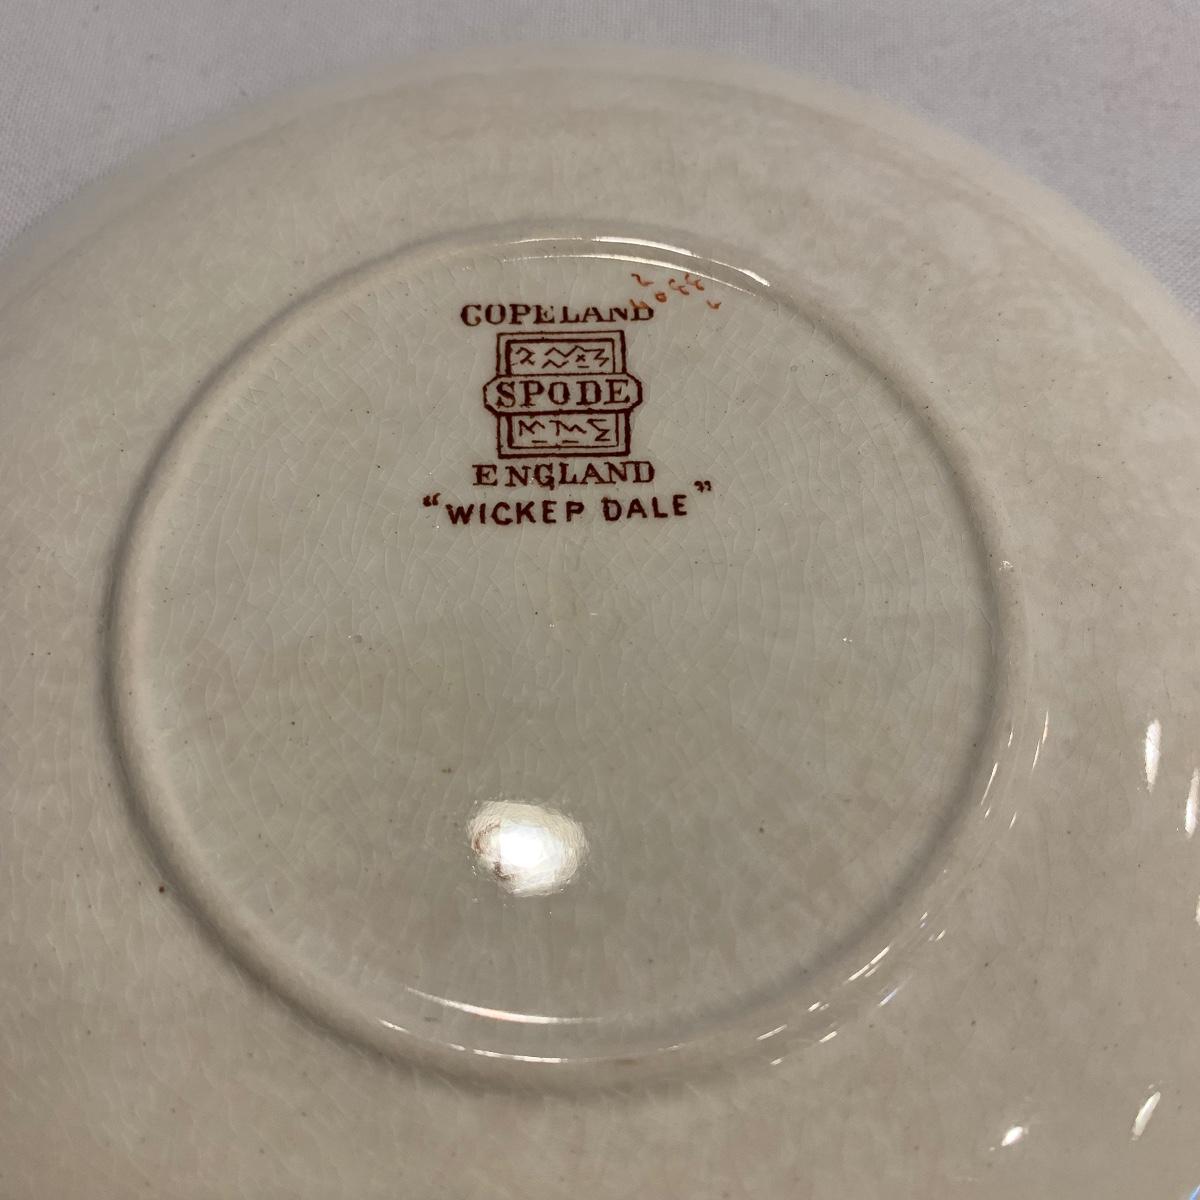 COPELAND
SPODE
ENGLAND
"WICKEP DALE"